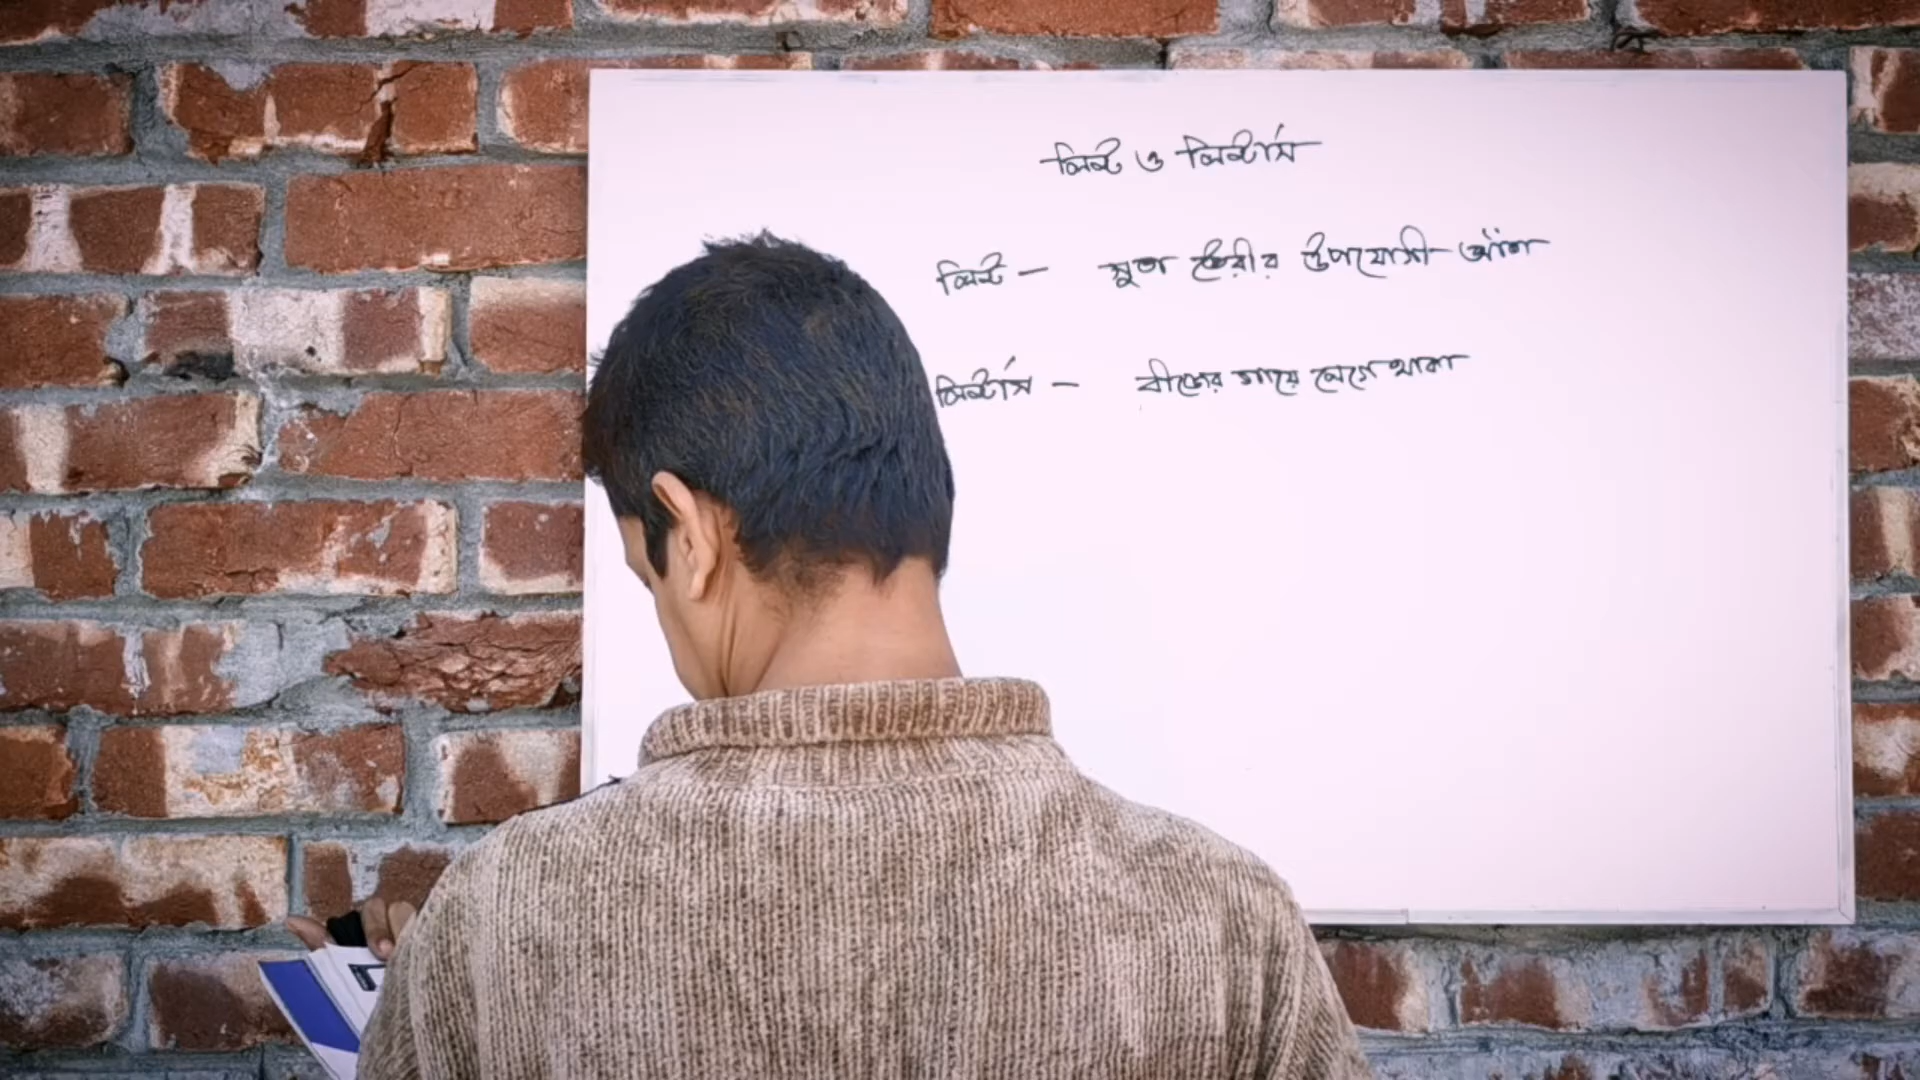 লিন্ট ও লিন্টার্স
লিন্ট — সুতা তৈরীর উপযোগী আঁশ
লিন্টার্স — বীজের গায়ে লেগে থাকা